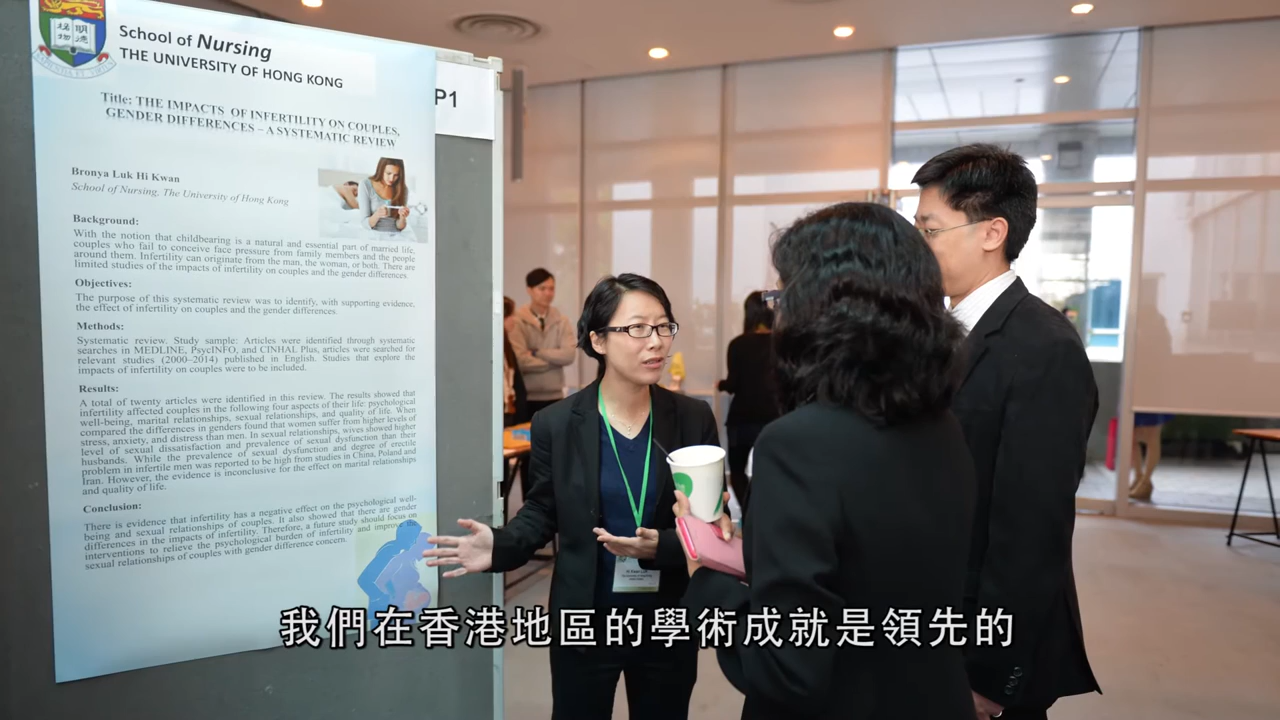 School of Nursing
THE UNIVERSITY OF HONG KONG
P1
Title: THE IMPACTS OF INFERTILITY ON COUPLES,
GENDER DIFFERENCES – A SYSTEMATIC REVIEW
Bronya Luk Hi Kwan
School of Nursing, The University of Hong Kong
Background:
With the notion that childbearing is a natural and essential part of married life,
couples who fail to conceive face pressure from family members and the people
around them. Infertility can originate from the man, the woman, or both. There are
limited studies of the impacts of infertility on couples and the gender differences.
Objectives:
The purpose of this systematic review was to identify, with supporting evidence,
the effect of infertility on couples and the gender differences.
Methods:
Systematic review. Study sample: Articles were identified through systematic
searches in MEDLINE, PsycINFO, and CINHAL Plus, articles were searched for
relevant studies (2000–2014) published in English. Studies that explore the
impacts of infertility on couples were to be included.
Results:
A total of twenty articles were identified in this review. The results showed that
infertility affected couples in the following four aspects of their life: psychological
well-being, marital relationships, sexual relationships, and quality of life. When
compared the differences in genders found that women suffer from higher levels of
stress, anxiety, and distress than men. In sexual relationships, wives showed higher
level of sexual dissatisfaction and prevalence of sexual dysfunction than their
husbands. While the prevalence of sexual dysfunction and degree of erectile
problem in infertile men was reported to be high from studies in China, Poland and
Iran. However, the evidence is inconclusive for the effect on marital relationships
and quality of life.
Conclusion:
There is evidence that infertility has a negative effect on the psychological well-
being and sexual relationships of couples. It also showed that there are gender
differences in the impacts of infertility. Therefore, a future study should focus on
interventions to relieve the psychological burden of infertility and improve the
sexual relationships of couples with gender difference concern.
我們在香港地區的學術成就是領先的